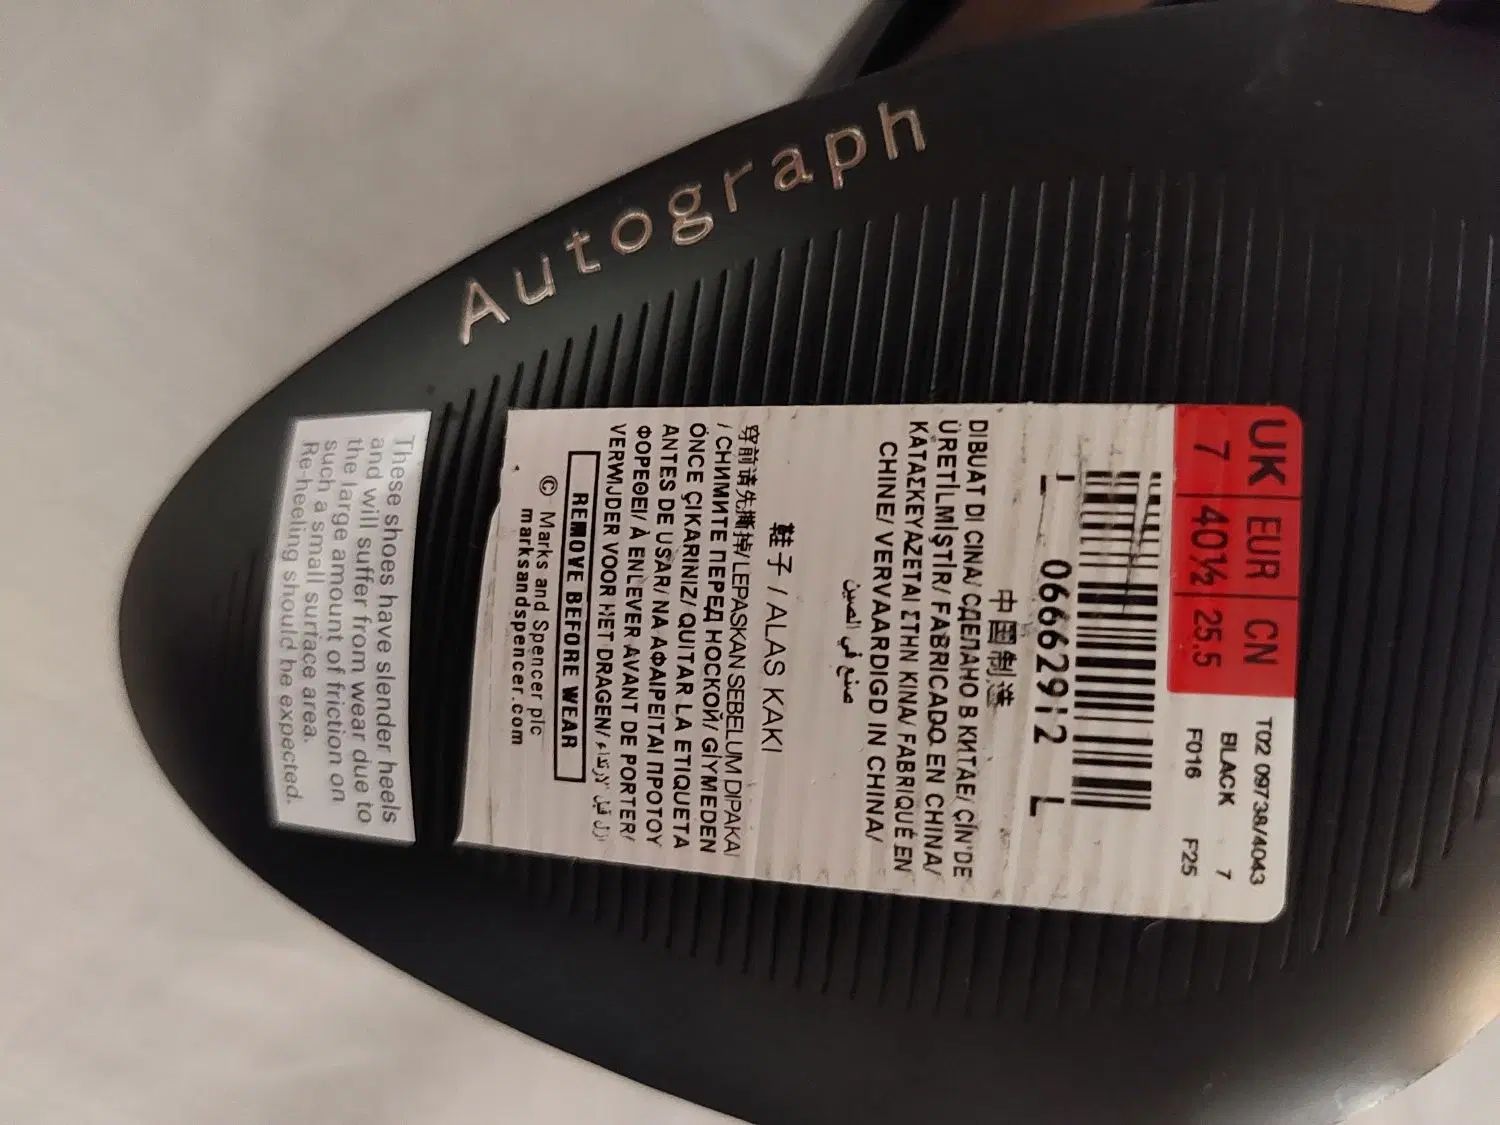 Autograph
UK EUR CN
7 40½ 25.5
T02 09738/4043
BLACK 7
F016 F25
L 06662912 L
中国制造
DIBUAT DI CINA/ СДЕЛАНО В КИТАЕ/ ÇİN'DE
ÜRETİLMİŞTİR/ FABRICADO EN CHINA/
ΚΑΤΑΣΚΕΥΑΖΕΤΑΙ ΣΤΗΝ ΚΙΝΑ/ FABRIQUÉ EN
CHINE/ VERVAARDIGD IN CHINA/
صنع في الصين
鞋子 / ALAS KAKI
穿前请先撕掉/ LEPASKAN SEBELUM DIPAKAI
/ СНИМИТЕ ПЕРЕД НОСКОЙ/ GİYMEDEN
ÖNCE ÇIKARINIZ/ QUITAR LA ETIQUETA
ANTES DE USAR/ ΝΑ ΑΦΑΙΡΕΙΤΑΙ ΠΡΟΤΟΥ
ΦΟΡΕΘΕΙ/ À ENLEVER AVANT DE PORTER/
VERWIJDER VOOR HET DRAGEN/ أزل قبل الارتداء
REMOVE BEFORE WEAR
© Marks and Spencer plc
marksandspencer.com
These shoes have slender heels
and will suffer from wear due to
the large amount of friction on
such a small surface area.
Re-heeling should be expected.